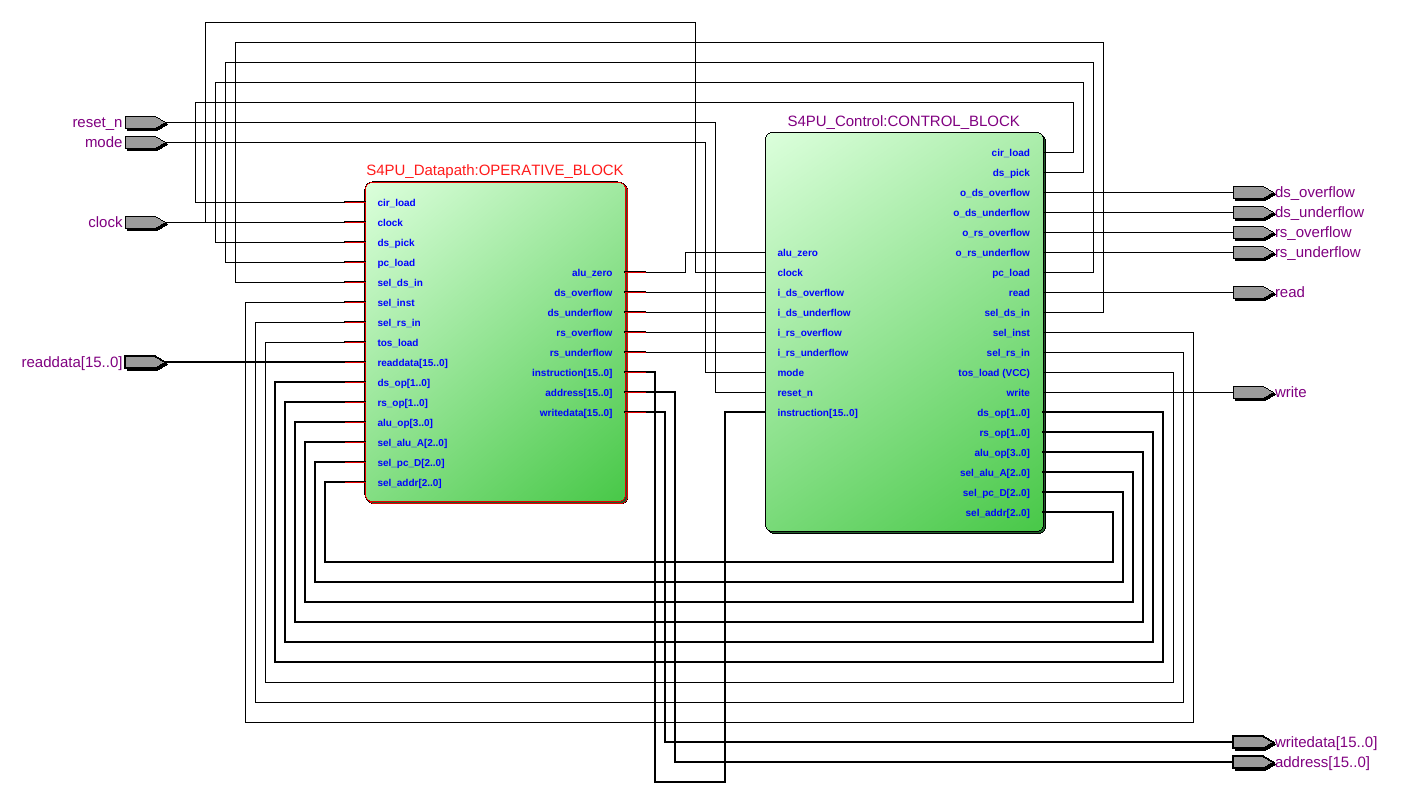 reset_n
mode
clock
readdata[15..0]
S4PU_Datapath:OPERATIVE_BLOCK
cir_load
clock
ds_pick
pc_load
sel_ds_in
sel_inst
sel_rs_in
tos_load
readdata[15..0]
ds_op[1..0]
rs_op[1..0]
alu_op[3..0]
sel_alu_A[2..0]
sel_pc_D[2..0]
sel_addr[2..0]
alu_zero
ds_overflow
ds_underflow
rs_overflow
rs_underflow
instruction[15..0]
address[15..0]
writedata[15..0]
S4PU_Control:CONTROL_BLOCK
alu_zero
clock
i_ds_overflow
i_ds_underflow
i_rs_overflow
i_rs_underflow
mode
reset_n
instruction[15..0]
cir_load
ds_pick
o_ds_overflow
o_ds_underflow
o_rs_overflow
o_rs_underflow
pc_load
read
sel_ds_in
sel_inst
sel_rs_in
tos_load (VCC)
write
ds_op[1..0]
rs_op[1..0]
alu_op[3..0]
sel_alu_A[2..0]
sel_pc_D[2..0]
sel_addr[2..0]
ds_overflow
ds_underflow
rs_overflow
rs_underflow
read
write
writedata[15..0]
address[15..0]